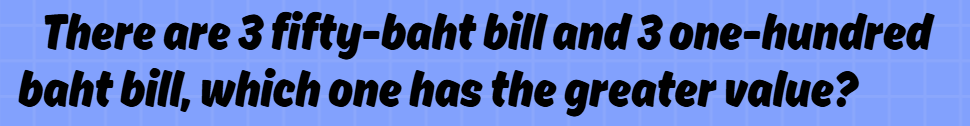 There are 3 fifty-baht bill and 3 one-hundred
baht bill, which one has the greater value?